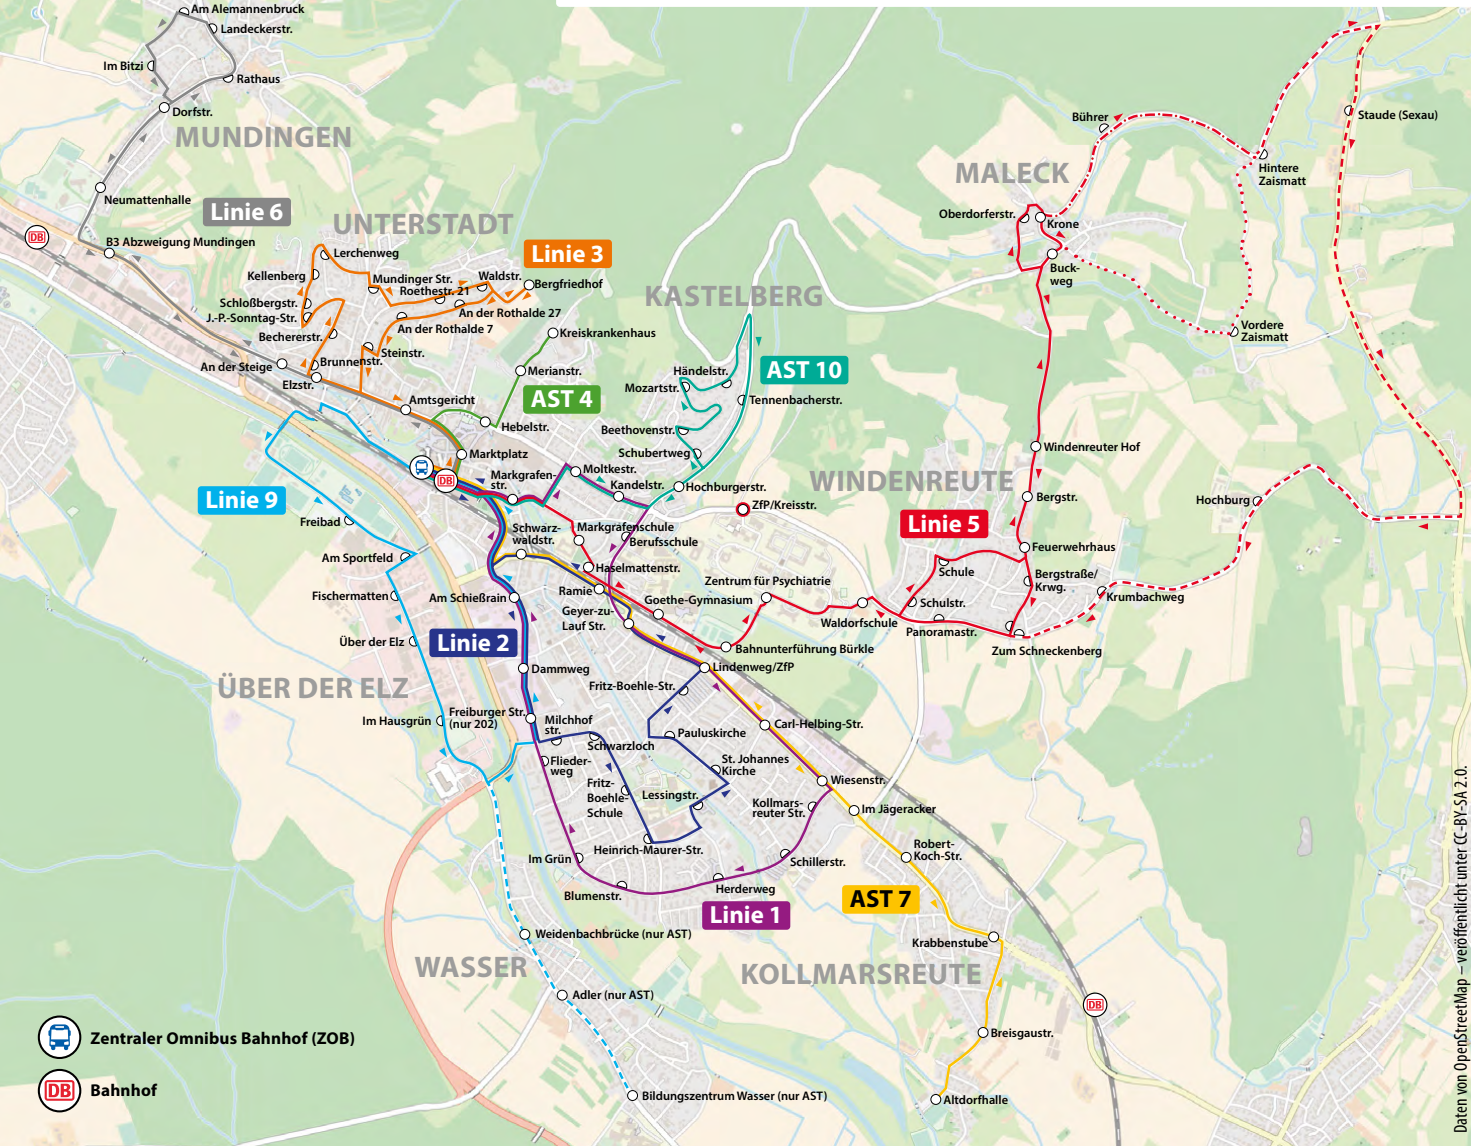 Am Alemannenbruck
Landeckerstr.
Im Bitzi
Rathaus
Dorfstr.
MUNDINGEN
Neumattenhalle
Linie 6
B3 Abzweigung Mundingen
DB
UNTERSTADT
Linie 3
Lerchenweg
Kellenberg
Mundinger Str.
Waldstr.
Roethestr. 21
Bergfriedhof
Schloßbergstr.
J.-P.-Sonntag-Str.
An der Rothalde 27
An der Rothalde 7
Bechererstr.
Steinstr.
Brunnenstr.
An der Steige
Elzstr.
Kreiskrankenhaus
Merianstr.
AST 4
Amtsgericht
Hebelstr.
Marktplatz
DB
KASTELBERG
AST 10
Händelstr.
Mozartstr.
Tennenbacherstr.
Beethovenstr.
Schubertweg
Hochburgerstr.
Markgrafen-
str.
Moltkestr.
Kandelstr.
ZfP/Kreisstr.
MALECK
Bührer
Staude (Sexau)
Hintere
Zaismatt
Oberdorferstr.
Krone
Buck-
weg
Vordere
Zaismatt
Windenreuter Hof
WINDENREUTE
Bergstr.
Hochburg
Linie 5
Feuerwehrhaus
Schule
Bergstraße/
Krwg.
Krumbachweg
Schulstr.
Panoramastr.
Zum Schneckenberg
Waldorfschule
Zentrum für Psychiatrie
Goethe-Gymnasium
Bahnunterführung Bürkle
Linie 9
Freibad
Am Sportfeld
Fischermatten
Über der Elz
ÜBER DER ELZ
Im Hausgrün
Schwarz-
waldstr.
Markgrafenschule
Berufsschule
Haselmattenstr.
Ramie
Am Schießrain
Geyer-zu-
Lauf Str.
Linie 2
Dammweg
Lindenweg/ZfP
Fritz-Boehle-Str.
Freiburger Str.
(nur 202)
Milchhof
str.
Schwarzloch
Pauluskirche
Carl-Helbing-Str.
Flieder-
weg
St. Johannes
Kirche
Fritz-
Boehle-
Schule
Lessingstr.
Kollmars-
reuter Str.
Wiesenstr.
Im Jägeracker
Heinrich-Maurer-Str.
Im Grün
Schillerstr.
Robert-
Koch-Str.
Blumenstr.
Herderweg
AST 7
Linie 1
Krabbenstube
Weidenbachbrücke (nur AST)
WASSER
KOLLMARSREUTE
Adler (nur AST)
DB
Breisgaustr.
Bildungszentrum Wasser (nur AST)
Altdorfhalle
Zentraler Omnibus Bahnhof (ZOB)
DB Bahnhof
Daten von OpenStreetMap – veröffentlicht unter CC-BY-SA 2.0.